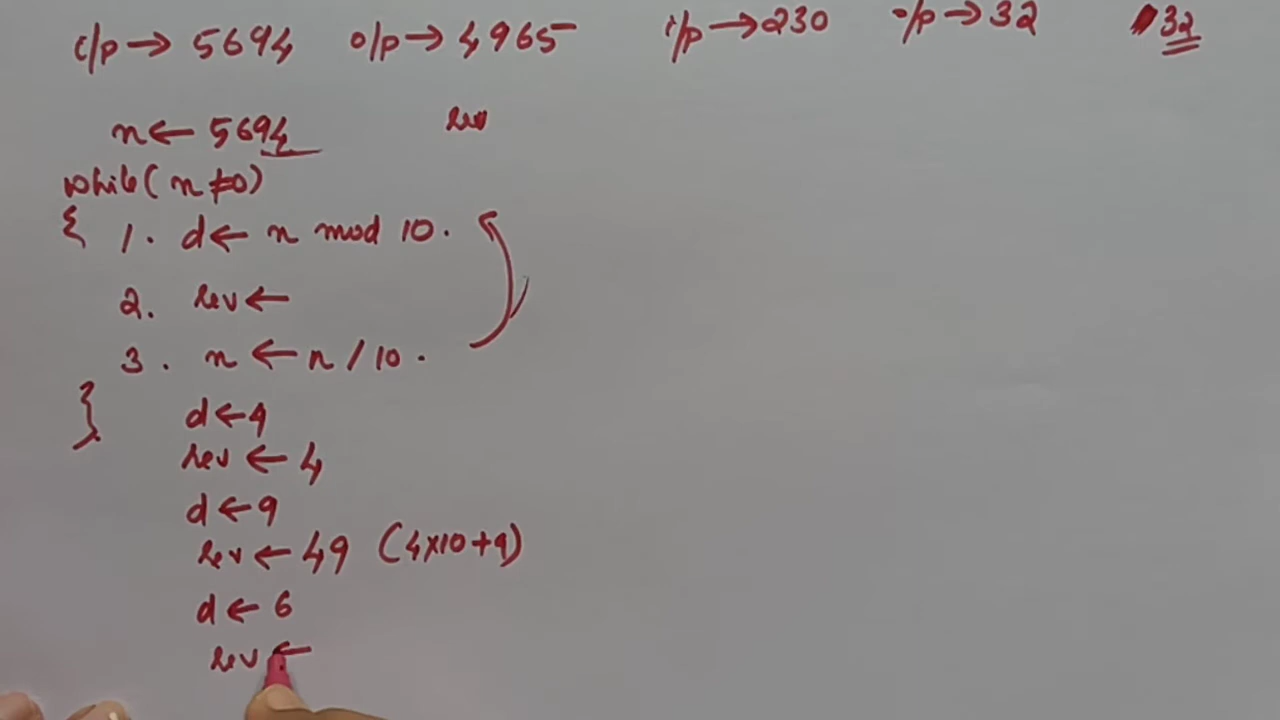 i/p → 5694 o/p → 4965 i/p → 230 o/p → 32 32
n ← 5694 rev
while( n ≠ 0)
{ 1. d ← n mod 10.
2. rev ←
3. n ← n / 10.
} d ← 4
rev ← 4
d ← 9
rev ← 49 (4×10+9)
d ← 6
rev ←